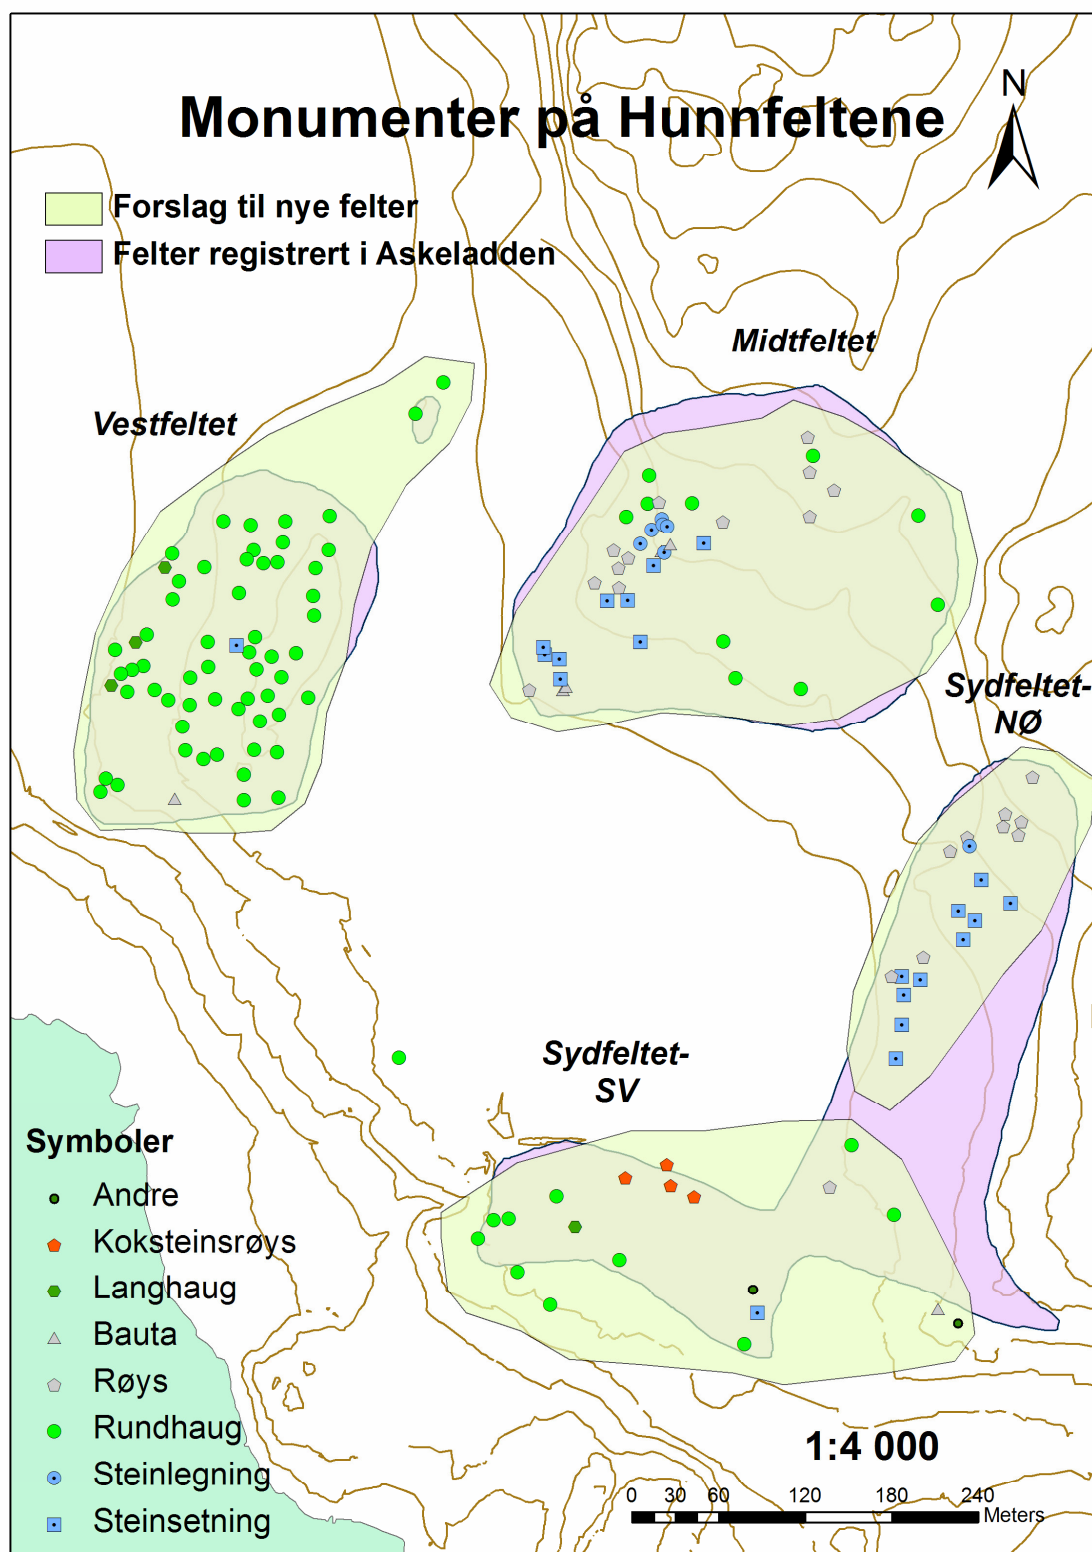 Monumenter på Hunnfeltene
N
Forslag til nye felter
Felter registrert i Askeladden
Midtfeltet
Vestfeltet
Sydfeltet-
NØ
Sydfeltet-
SV
Symboler
Andre
Koksteinsrøys
Langhaug
Bauta
Røys
Rundhaug
Steinlegning
Steinsetning
1:4 000
0 30 60 120 180 240
Meters